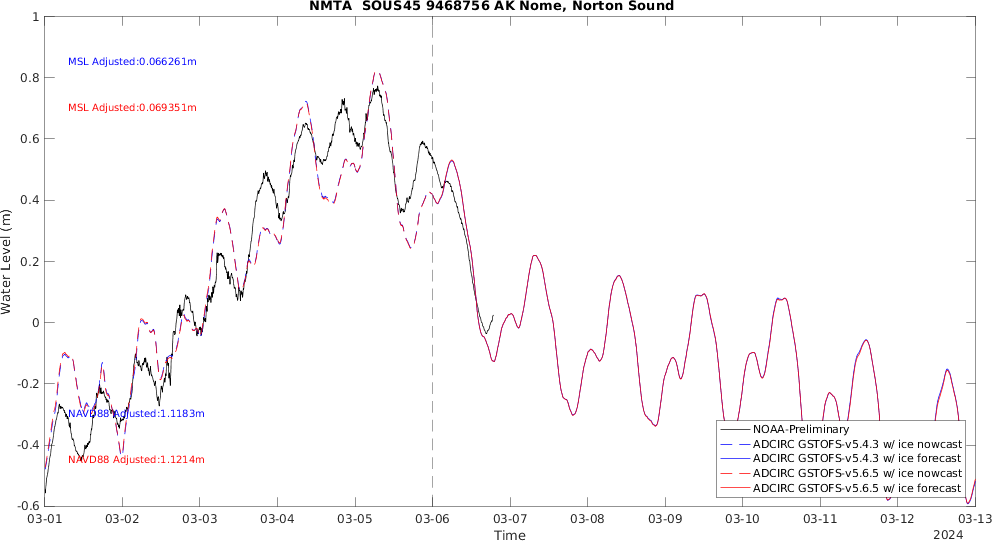 NMTA  SOUS45 9468756 AK Nome, Norton Sound
1
0.8
0.6
0.4
0.2
0
-0.2
-0.4
-0.6
Water Level (m)
MSL Adjusted:0.066261m
MSL Adjusted:0.069351m
NAVD88 Adjusted:1.1183m
NAVD88 Adjusted:1.1214m
NOAA-Preliminary
ADCIRC GSTOFS-v5.4.3 w/ ice nowcast
ADCIRC GSTOFS-v5.4.3 w/ ice forecast
ADCIRC GSTOFS-v5.6.5 w/ ice nowcast
ADCIRC GSTOFS-v5.6.5 w/ ice forecast
03-01 03-02 03-03 03-04 03-05 03-06 03-07 03-08 03-09 03-10 03-11 03-12 03-13
Time
2024